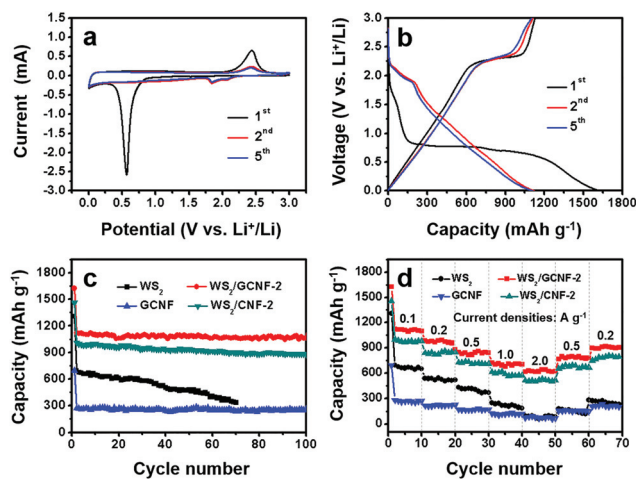 a
1st
2nd
5th
Current (mA)
1.5
1.0
0.5
0.0
-0.5
-1.0
-1.5
-2.0
-2.5
-3.0
0.0 0.5 1.0 1.5 2.0 2.5 3.0
Potential (V vs. Li+/Li)
b
1st
2nd
5th
Voltage (V vs. Li+/Li)
3.0
2.5
2.0
1.5
1.0
0.5
0.0
0 300 600 900 1200 1500 1800
Capacity (mAh g-1)
c
WS2 WS2/GCNF-2
GCNF WS2/CNF-2
Capacity (mAh g-1)
1800
1500
1200
900
600
300
0
0 20 40 60 80 100
Cycle number
d
WS2 WS2/GCNF-2
GCNF WS2/CNF-2
Current densities: A g-1
0.1 0.2 0.5 1.0 2.0 0.5 0.2
Capacity (mAh g-1)
1800
1500
1200
900
600
300
0
0 10 20 30 40 50 60 70
Cycle number